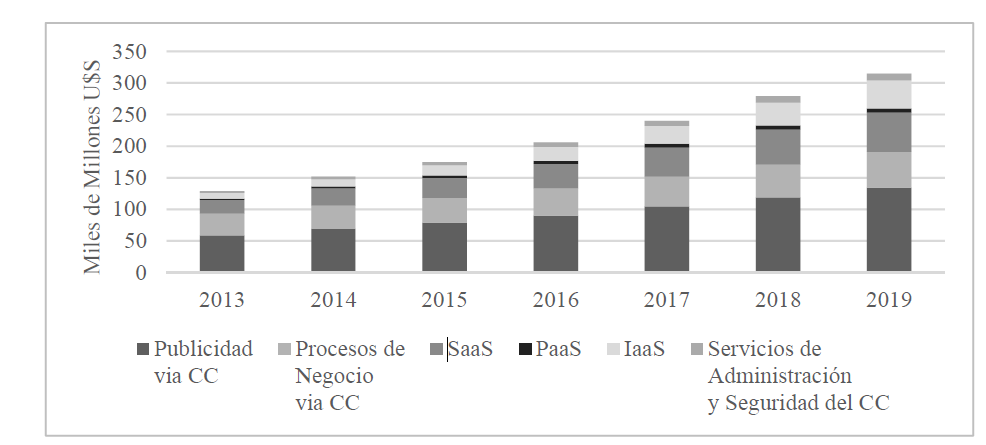 Miles de Millones U$S
350
300
250
200
150
100
50
0
2013 2014 2015 2016 2017 2018 2019
Publicidad Procesos de SaaS PaaS IaaS Servicios de
via CC Negocio Administración
via CC y Seguridad del CC